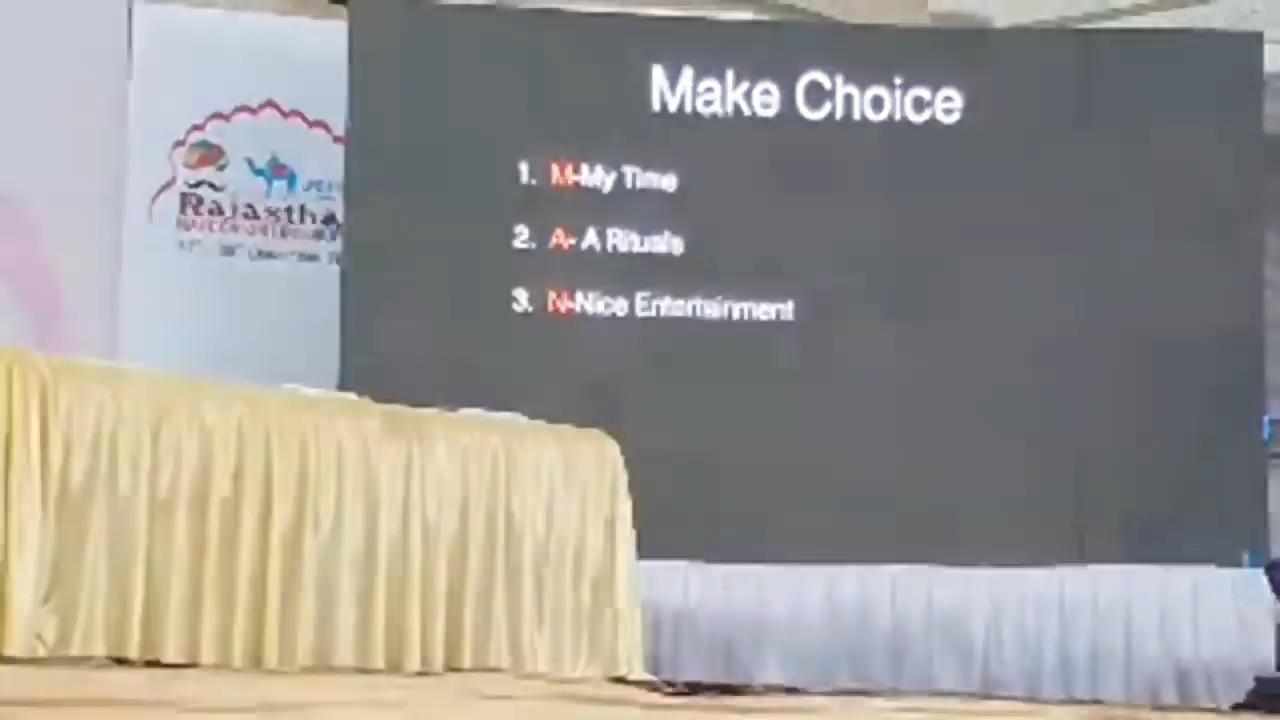 Make Choice
1. M-My Time
2. A- A Rituals
3. N-Nice Entertainment
Rajastha